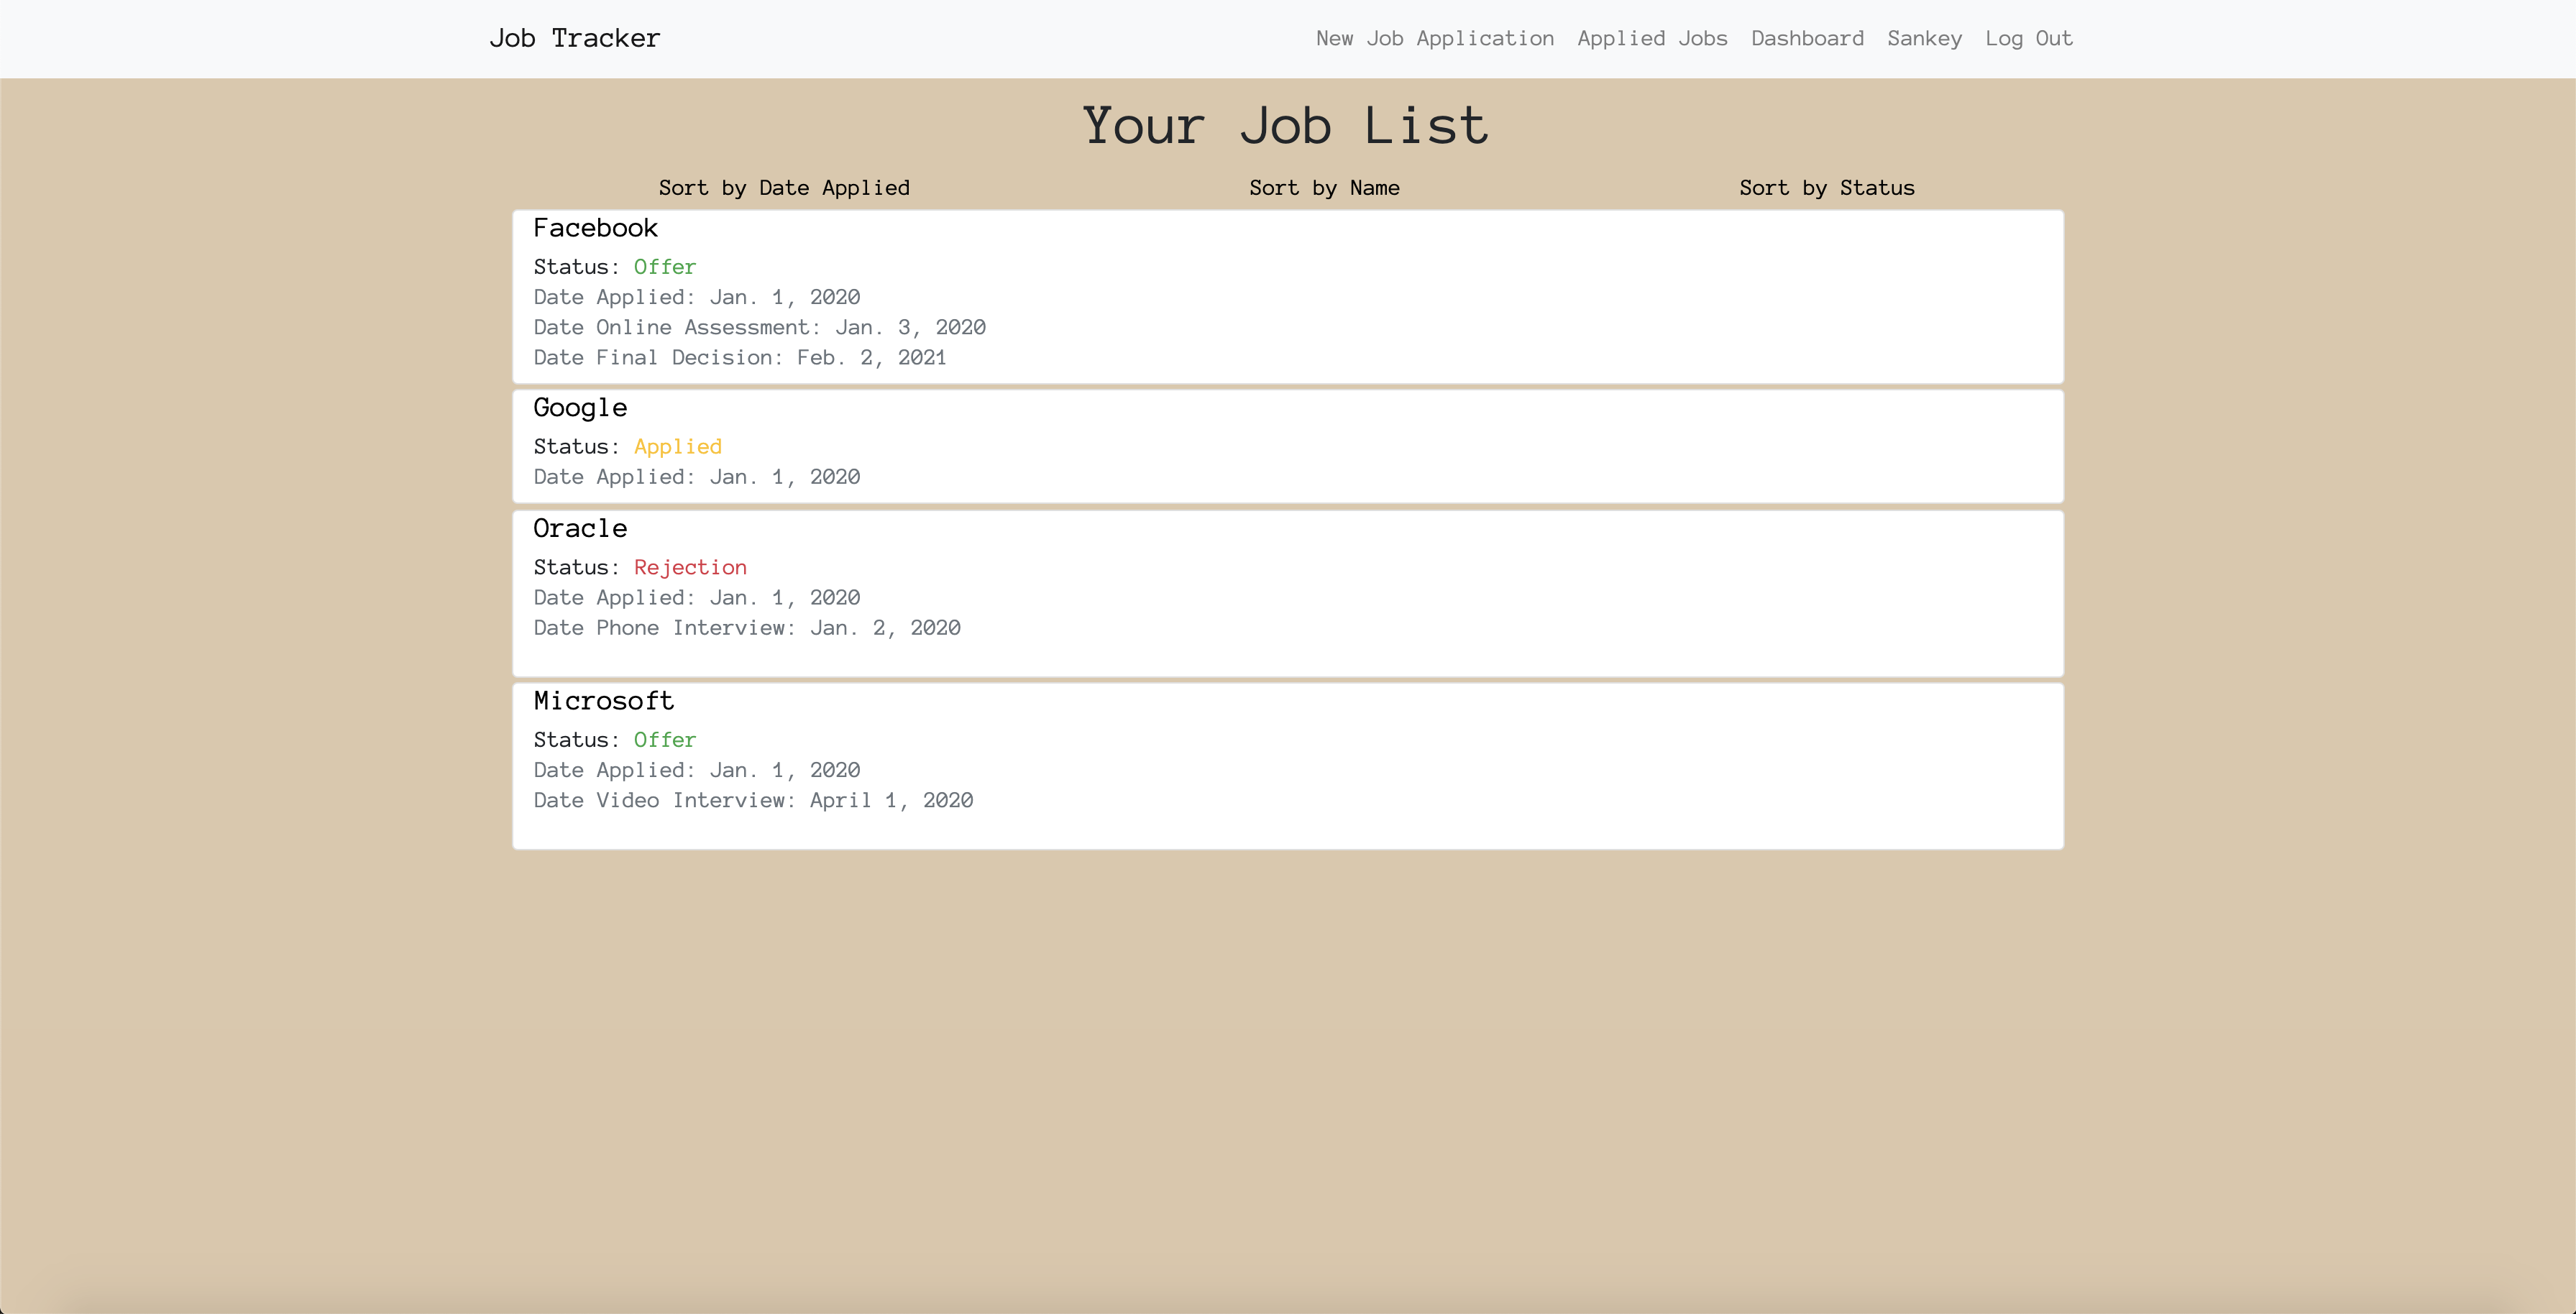 Job Tracker
New Job Application Applied Jobs Dashboard Sankey Log Out
Your Job List
Sort by Date Applied Sort by Name Sort by Status
Facebook
Status: Offer
Date Applied: Jan. 1, 2020
Date Online Assessment: Jan. 3, 2020
Date Final Decision: Feb. 2, 2021
Google
Status: Applied
Date Applied: Jan. 1, 2020
Oracle
Status: Rejection
Date Applied: Jan. 1, 2020
Date Phone Interview: Jan. 2, 2020
Microsoft
Status: Offer
Date Applied: Jan. 1, 2020
Date Video Interview: April 1, 2020